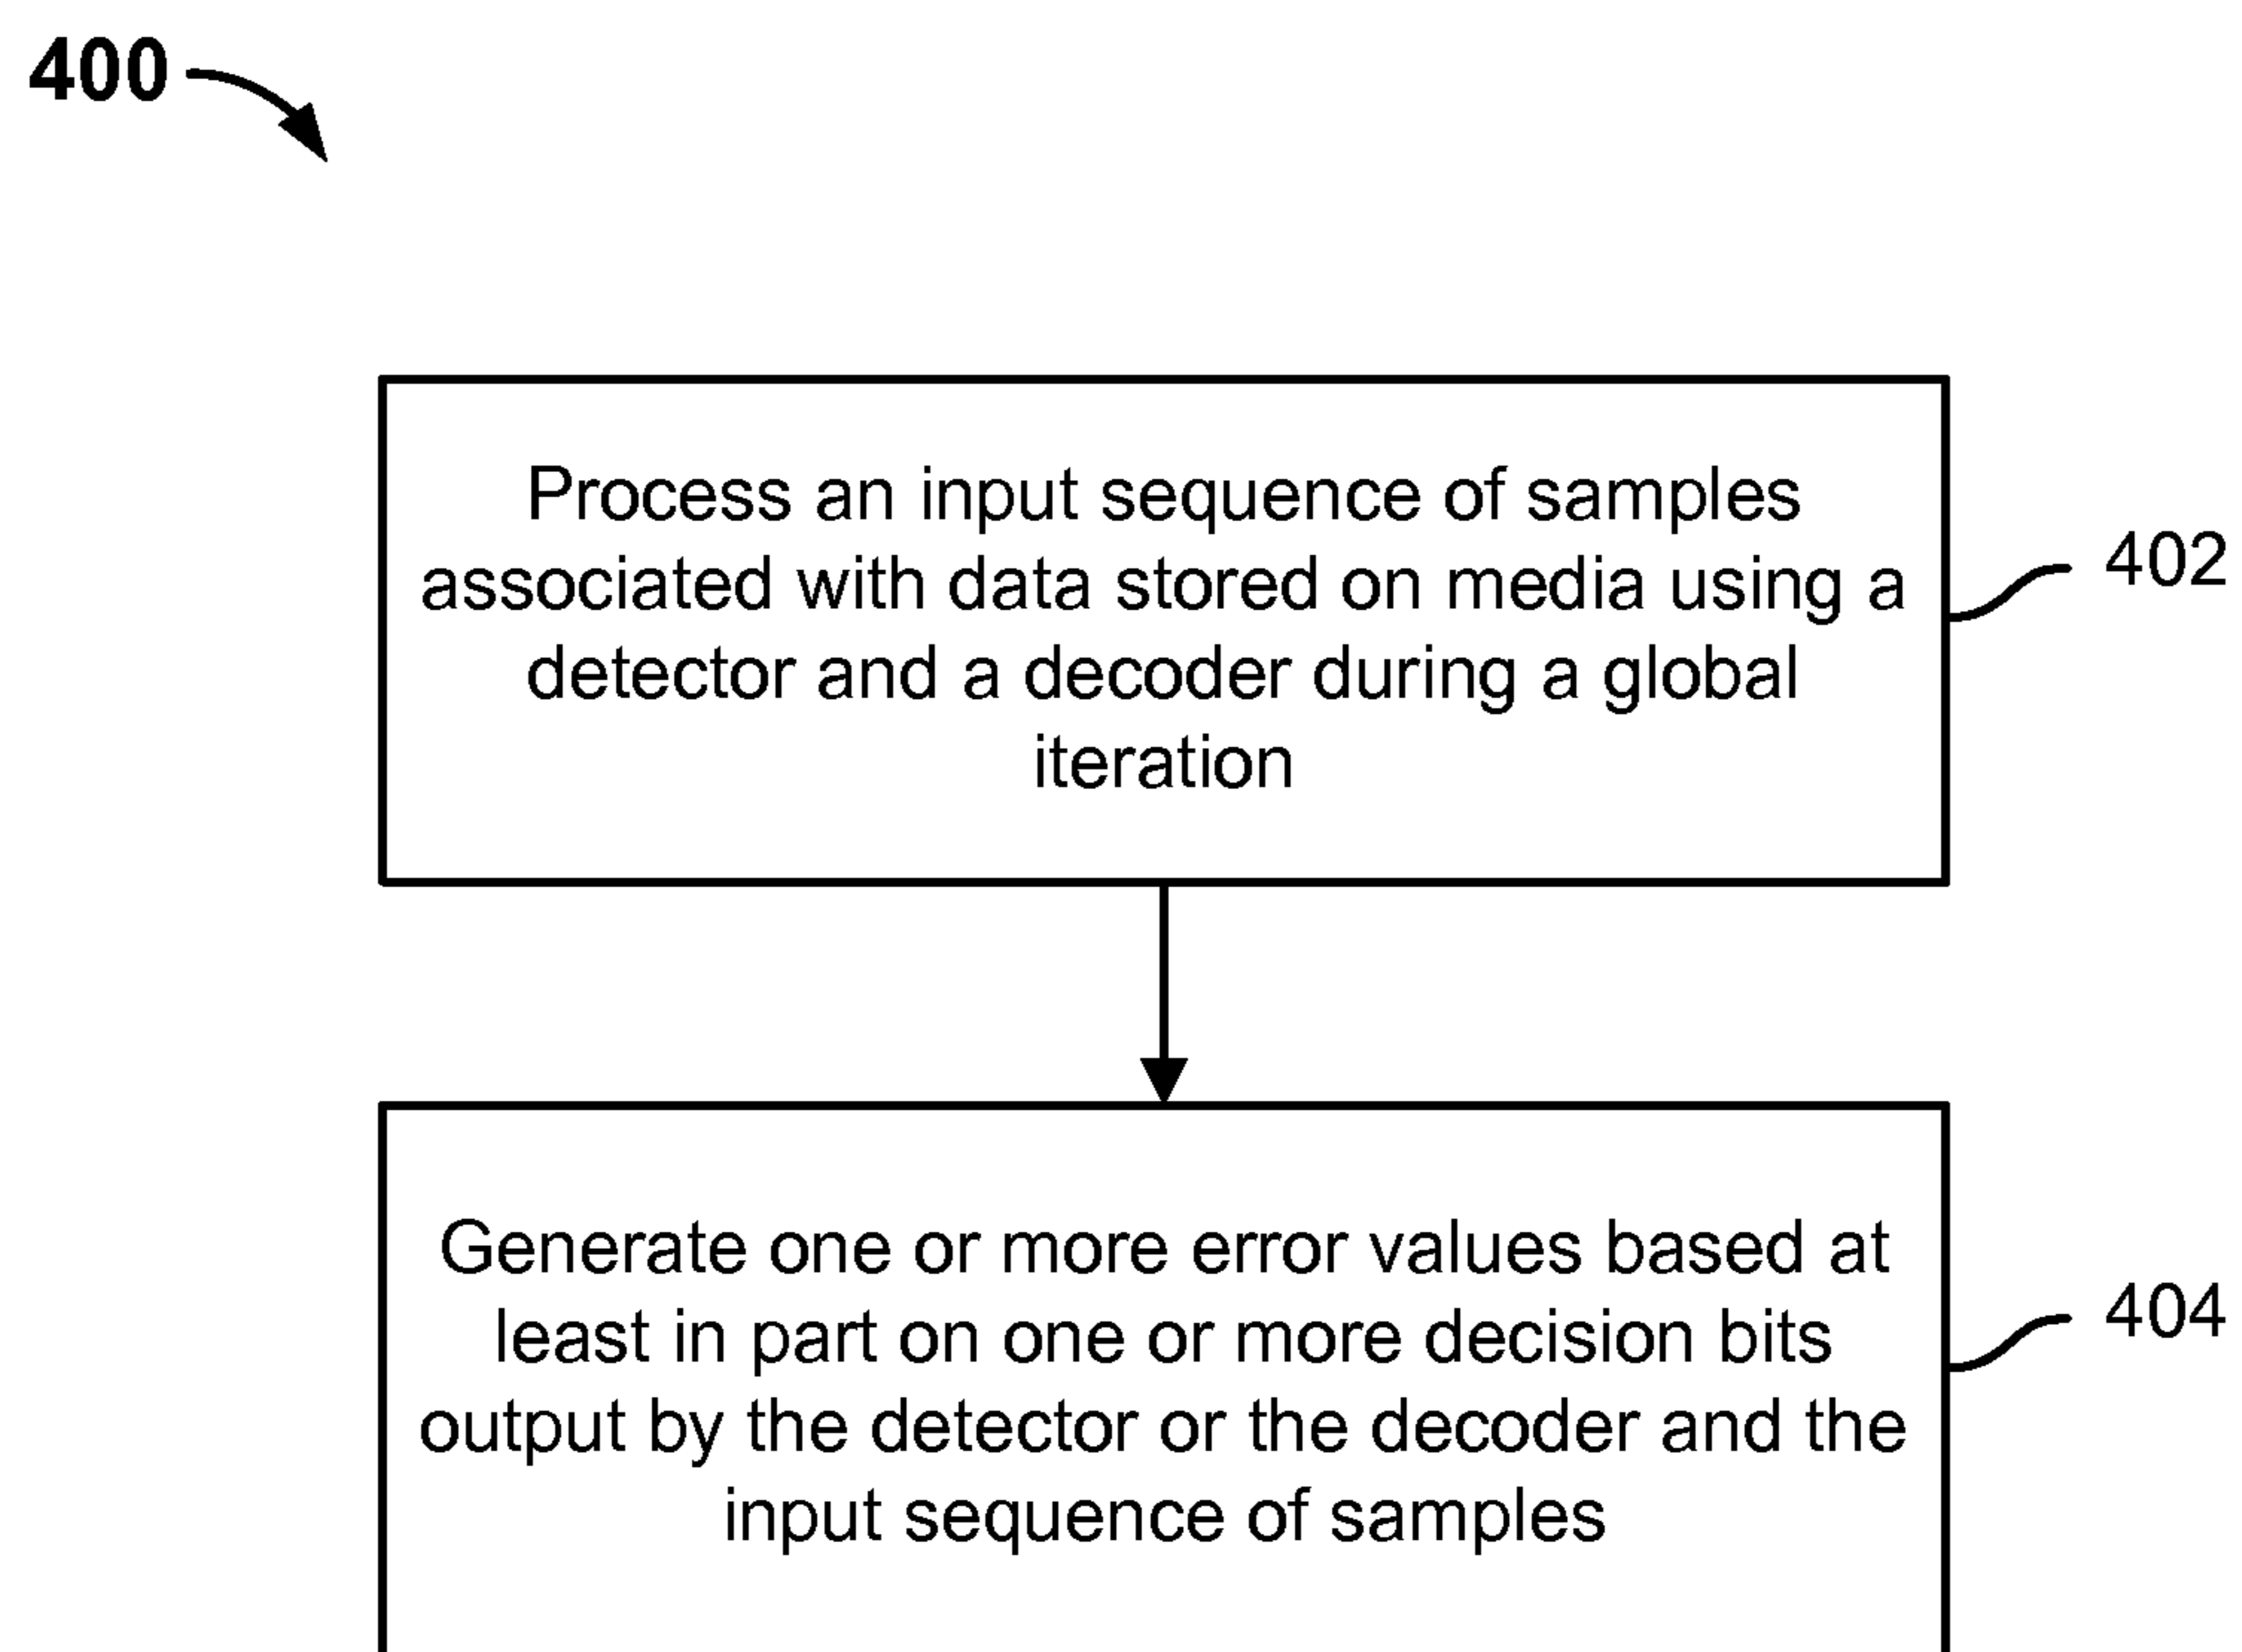 400
Process an input sequence of samples
associated with data stored on media using a
detector and a decoder during a global
iteration
402
Generate one or more error values based at
least in part on one or more decision bits
output by the detector or the decoder and the
input sequence of samples
404